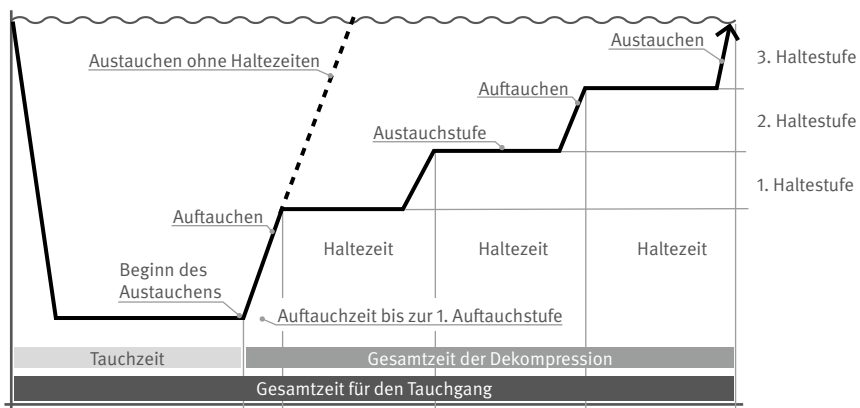 Austauchen
Austauchen ohne Haltezeiten
3. Haltestufe
Auftauchen
2. Haltestufe
Austauchstufe
1. Haltestufe
Auftauchen
Haltezeit
Haltezeit
Haltezeit
Beginn des
Austauchens
Auftauchzeit bis zur 1. Auftauchstufe
Tauchzeit
Gesamtzeit der Dekompression
Gesamtzeit für den Tauchgang